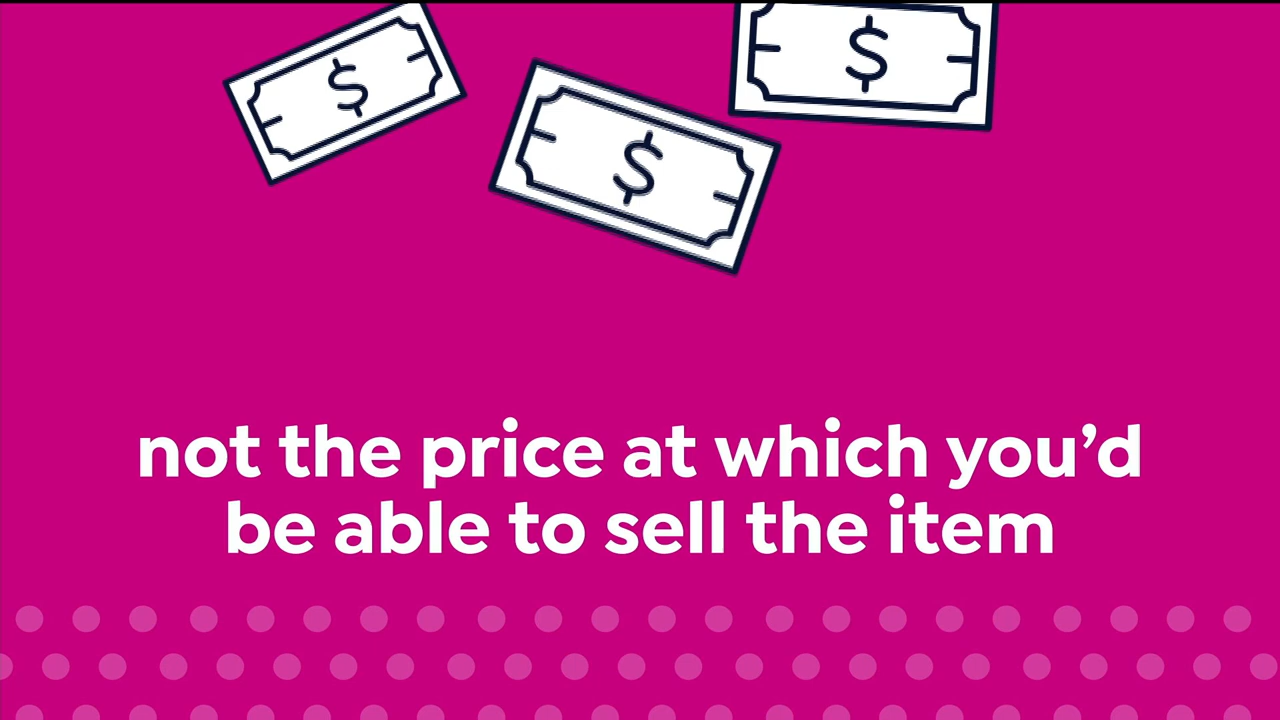 $
$
$
not the price at which you’d
be able to sell the item